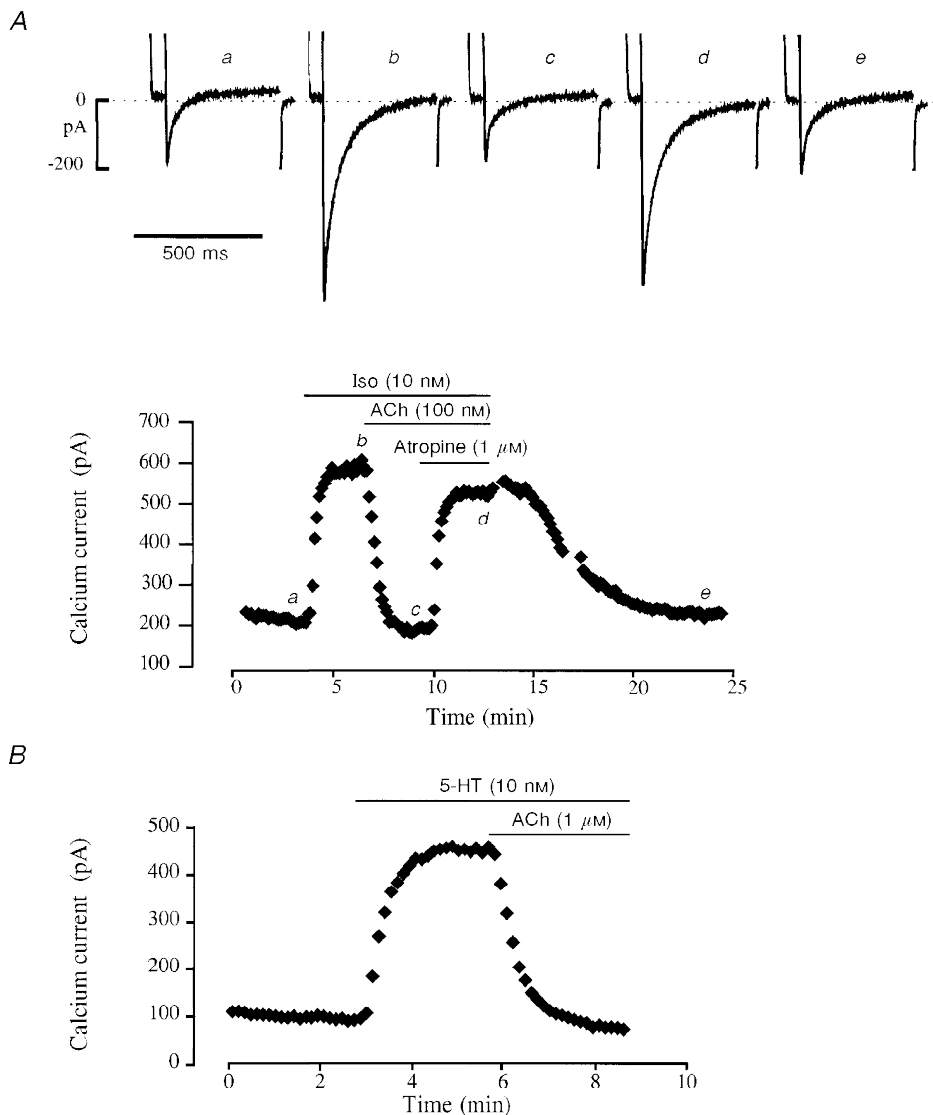 A
a b c d e
0
pA
-200
500 ms
Iso (10 nM)
ACh (100 nM)
Atropine (1 μM)
700
600
500
400
300
200
100
Calcium current (pA)
a
b
c
d
e
0 5 10 15 20 25
Time (min)
B
5-HT (10 nM)
ACh (1 μM)
500
400
300
200
100
0
Calcium current (pA)
0 2 4 6 8 10
Time (min)